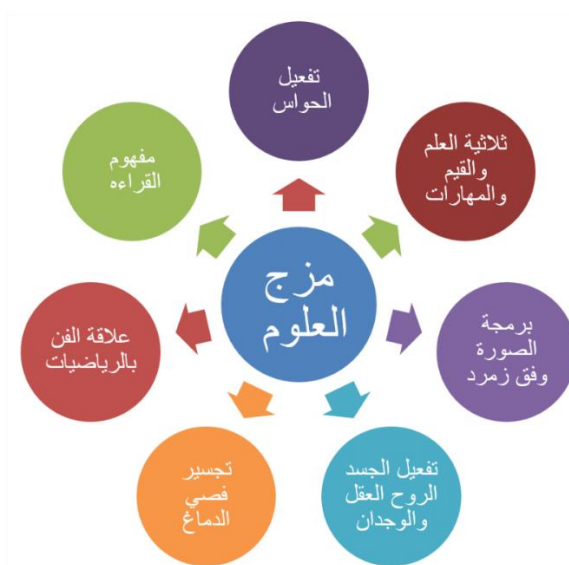 تفعيل
الحواس
ثلاثية العلم
والقيم
والمهارات
برمجة
الصورة
وفق زمرد
تفعيل الجسد
الروح العقل
والوجدان
تجسير
فصي
الدماغ
علاقة الفن
بالرياضيات
مفهوم
القراءه
مزج
العلوم